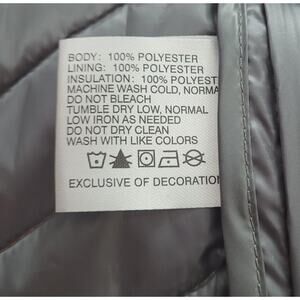 BODY: 100% POLYESTER
LINING: 100% POLYESTER
INSULATION: 100% POLYEST
MACHINE WASH COLD, NORMA
DO NOT BLEACH
TUMBLE DRY LOW, NORMAL
LOW IRON AS NEEDED
DO NOT DRY CLEAN
WASH WITH LIKE COLORS
EXCLUSIVE OF DECORATION